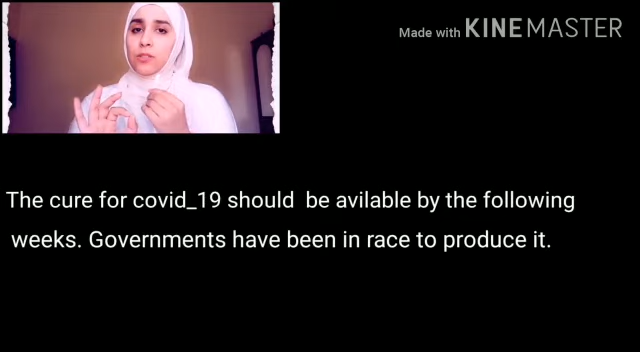 Made with KINEMASTER
The cure for covid_19 should be avilable by the following
weeks. Governments have been in race to produce it.